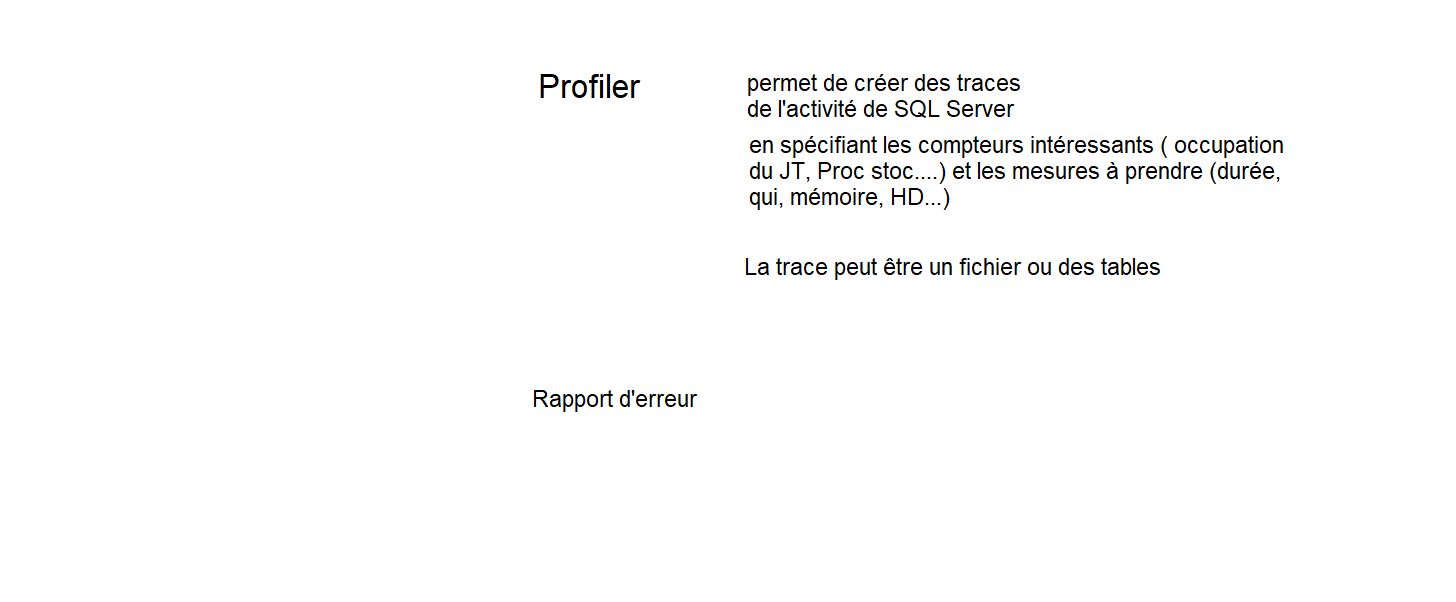 Profiler
permet de créer des traces
de l'activité de SQL Server
en spécifiant les compteurs intéressants ( occupation
du JT, Proc stoc....) et les mesures à prendre (durée,
qui, mémoire, HD...)
La trace peut être un fichier ou des tables
Rapport d'erreur